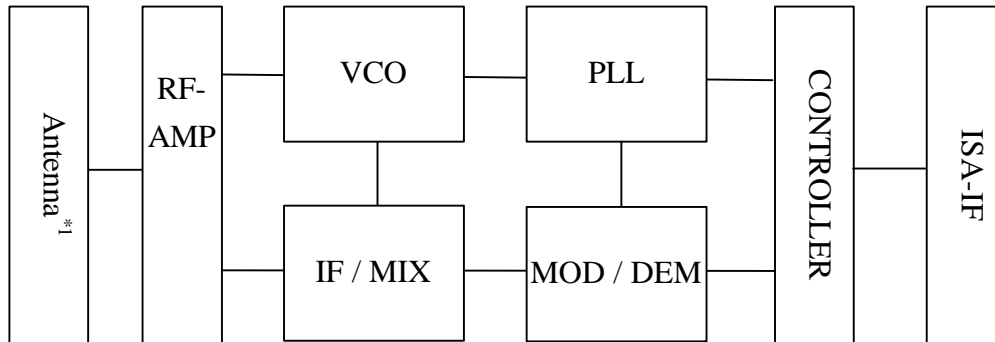 Antenna*1
RF-
AMP
VCO
PLL
IF / MIX
MOD / DEM
CONTROLLER
ISA-IF